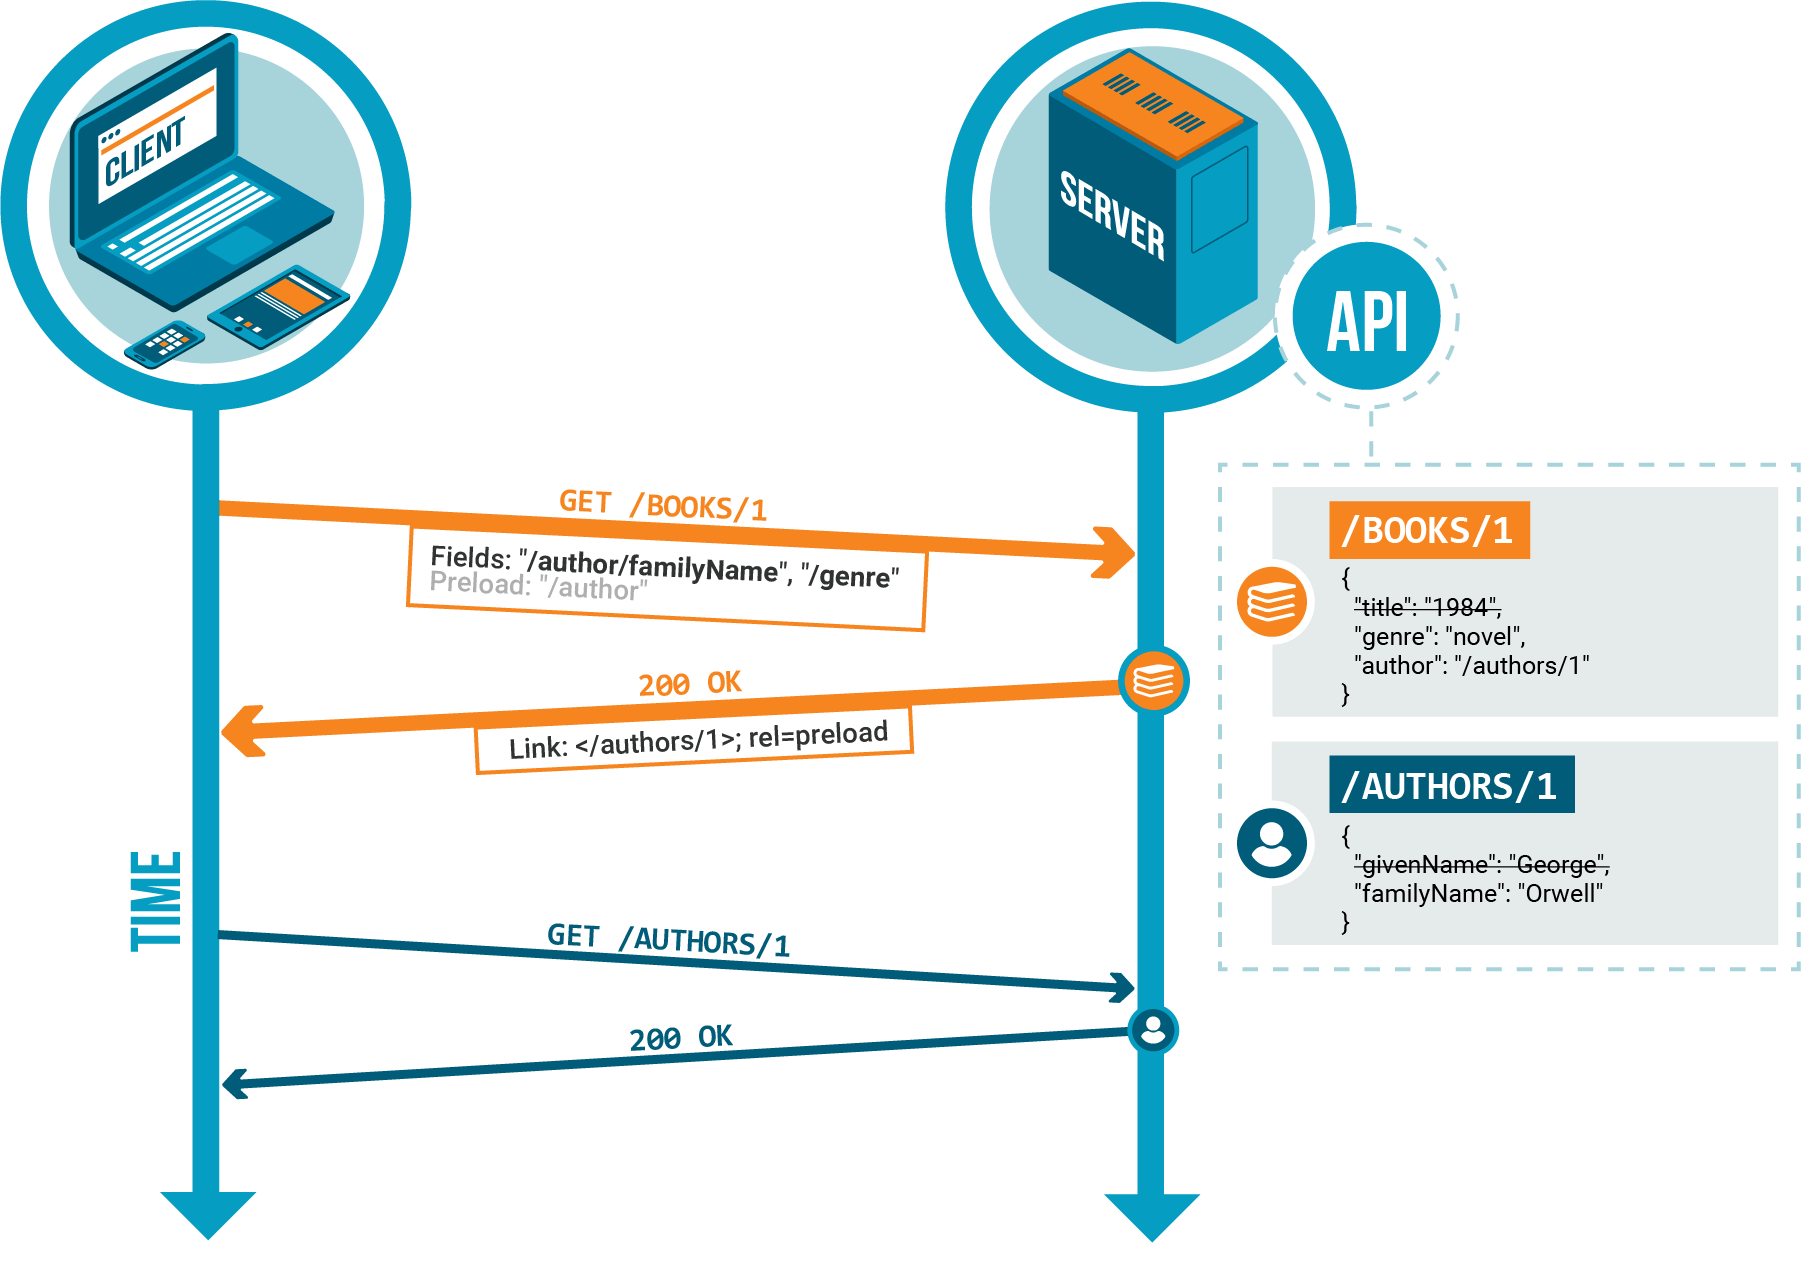 CLIENT
SERVER
API
GET /BOOKS/1
Fields: "/author/familyName", "/genre"
Preload: "/author"
200 OK
Link: </authors/1>; rel=preload
/BOOKS/1
{
"title": "1984",
"genre": "novel",
"author": "/authors/1"
}
/AUTHORS/1
{
"givenName": "George",
"familyName": "Orwell"
}
TIME
GET /AUTHORS/1
200 OK